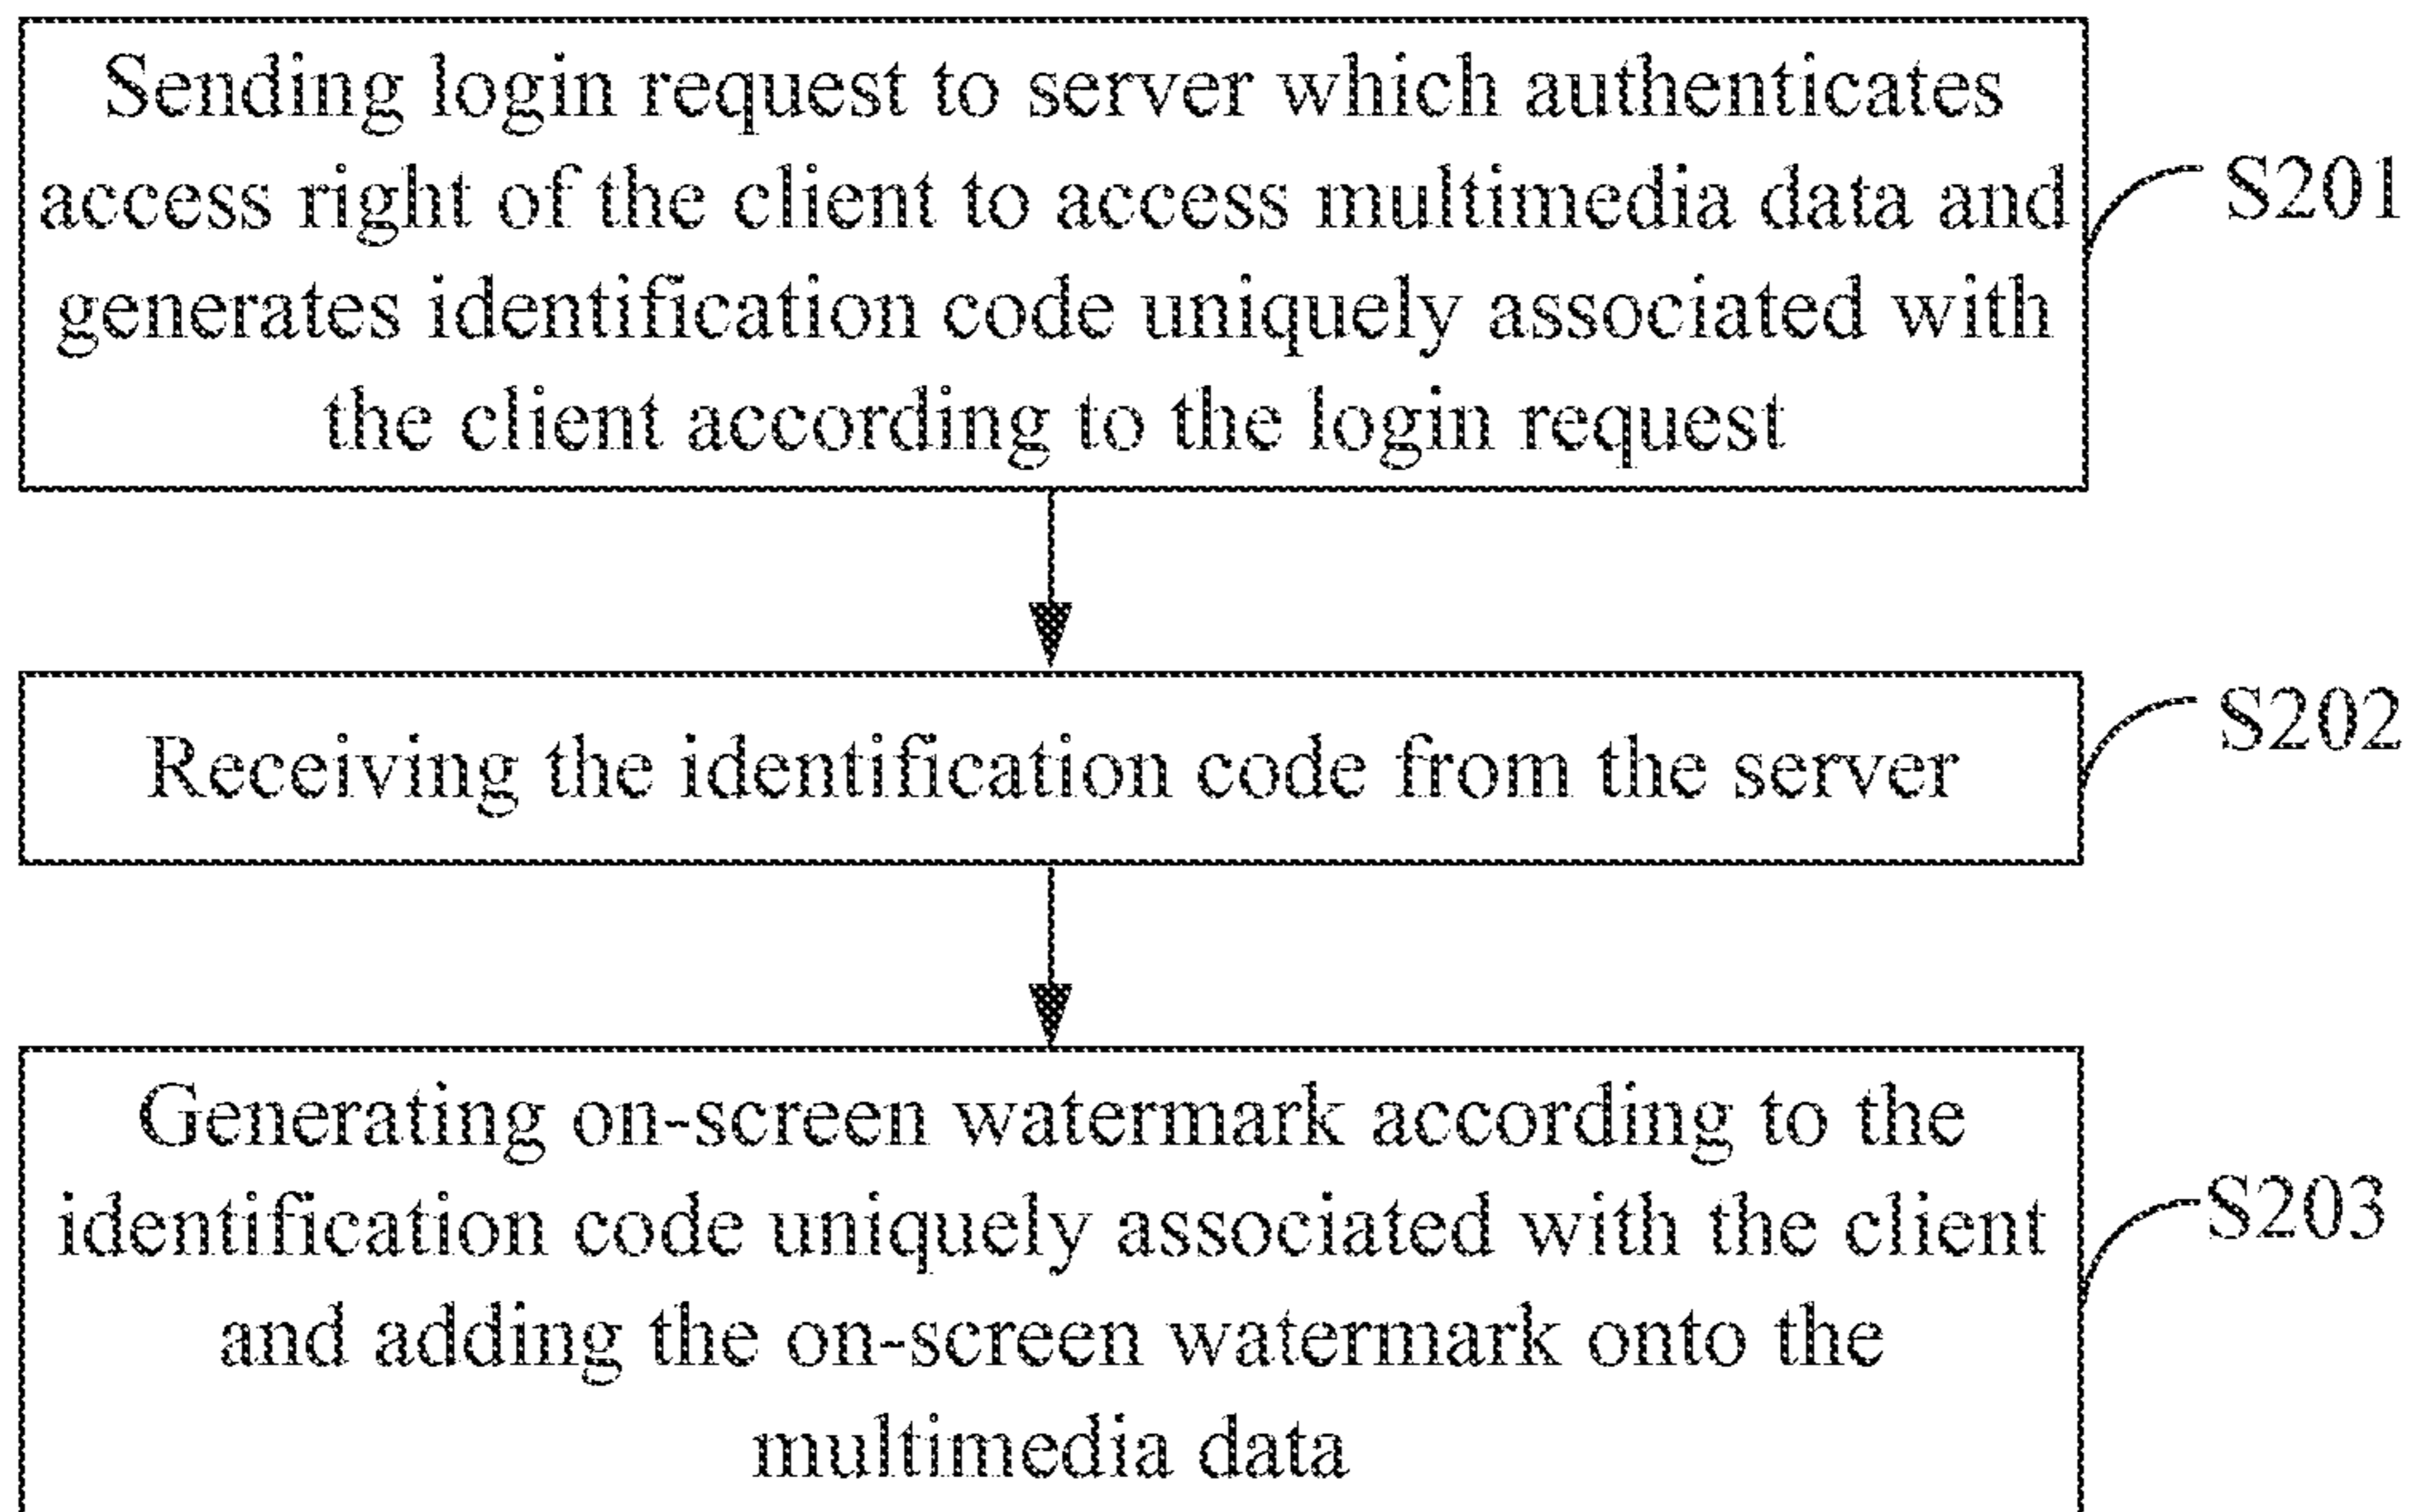 Sending login request to server which authenticates
access right of the client to access multimedia data and
generates identification code uniquely associated with
the client according to the login request
S201
Receiving the identification code from the server
S202
Generating on-screen watermark according to the
identification code uniquely associated with the client
and adding the on-screen watermark onto the
multimedia data
S203